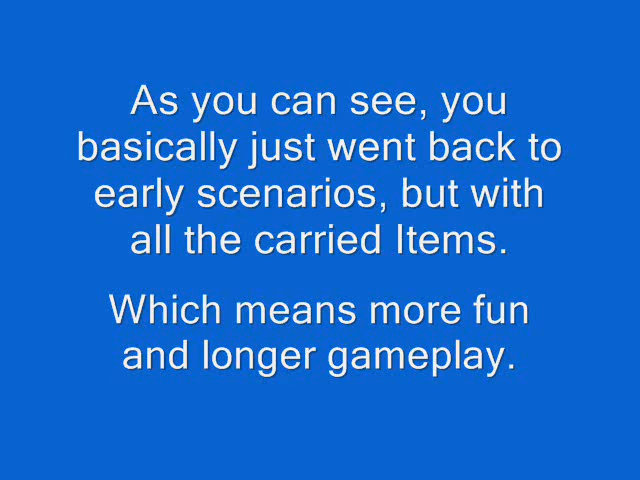 As you can see, you
basically just went back to
early scenarios, but with
all the carried Items.
Which means more fun
and longer gameplay.